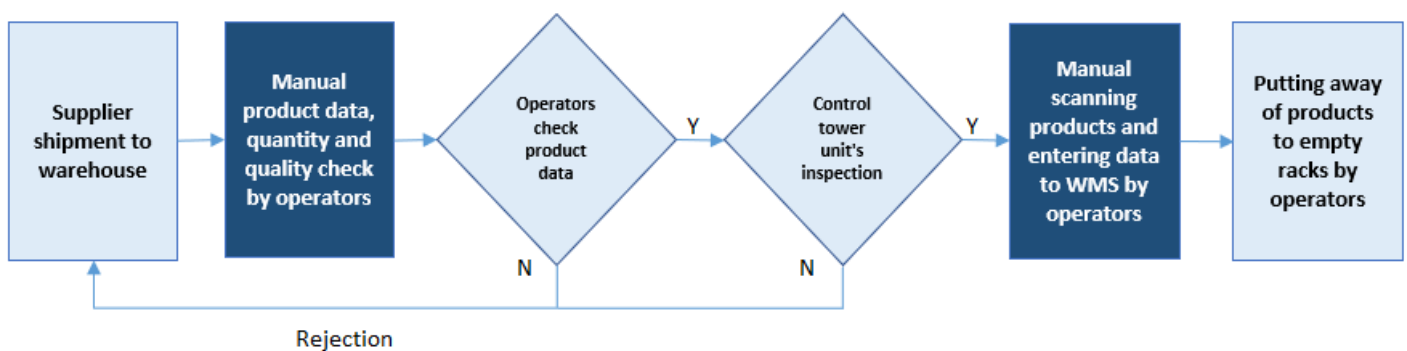 Supplier
shipment to
warehouse
Manual
product data,
quantity and
quality check
by operators
Operators
check
product
data
Y
N
Control
tower
unit's
inspection
Y
N
Manual
scanning
products and
entering data
to WMS by
operators
Putting away
of products
to empty
racks by
operators
Rejection